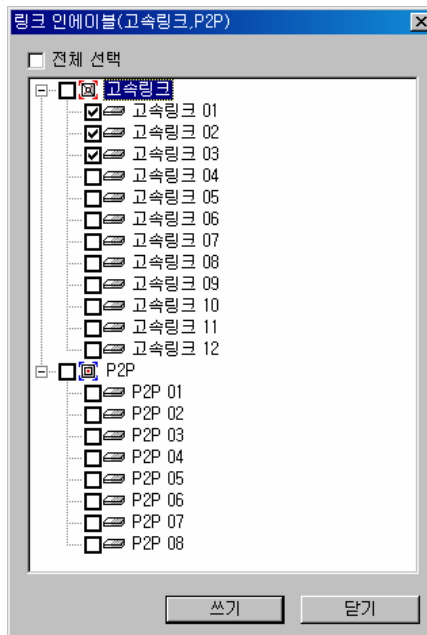 링크 인에이블(고속링크,P2P)
전체 선택
고속링크
고속링크 01
고속링크 02
고속링크 03
고속링크 04
고속링크 05
고속링크 06
고속링크 07
고속링크 08
고속링크 09
고속링크 10
고속링크 11
고속링크 12
P2P
P2P 01
P2P 02
P2P 03
P2P 04
P2P 05
P2P 06
P2P 07
P2P 08
쓰기 닫기